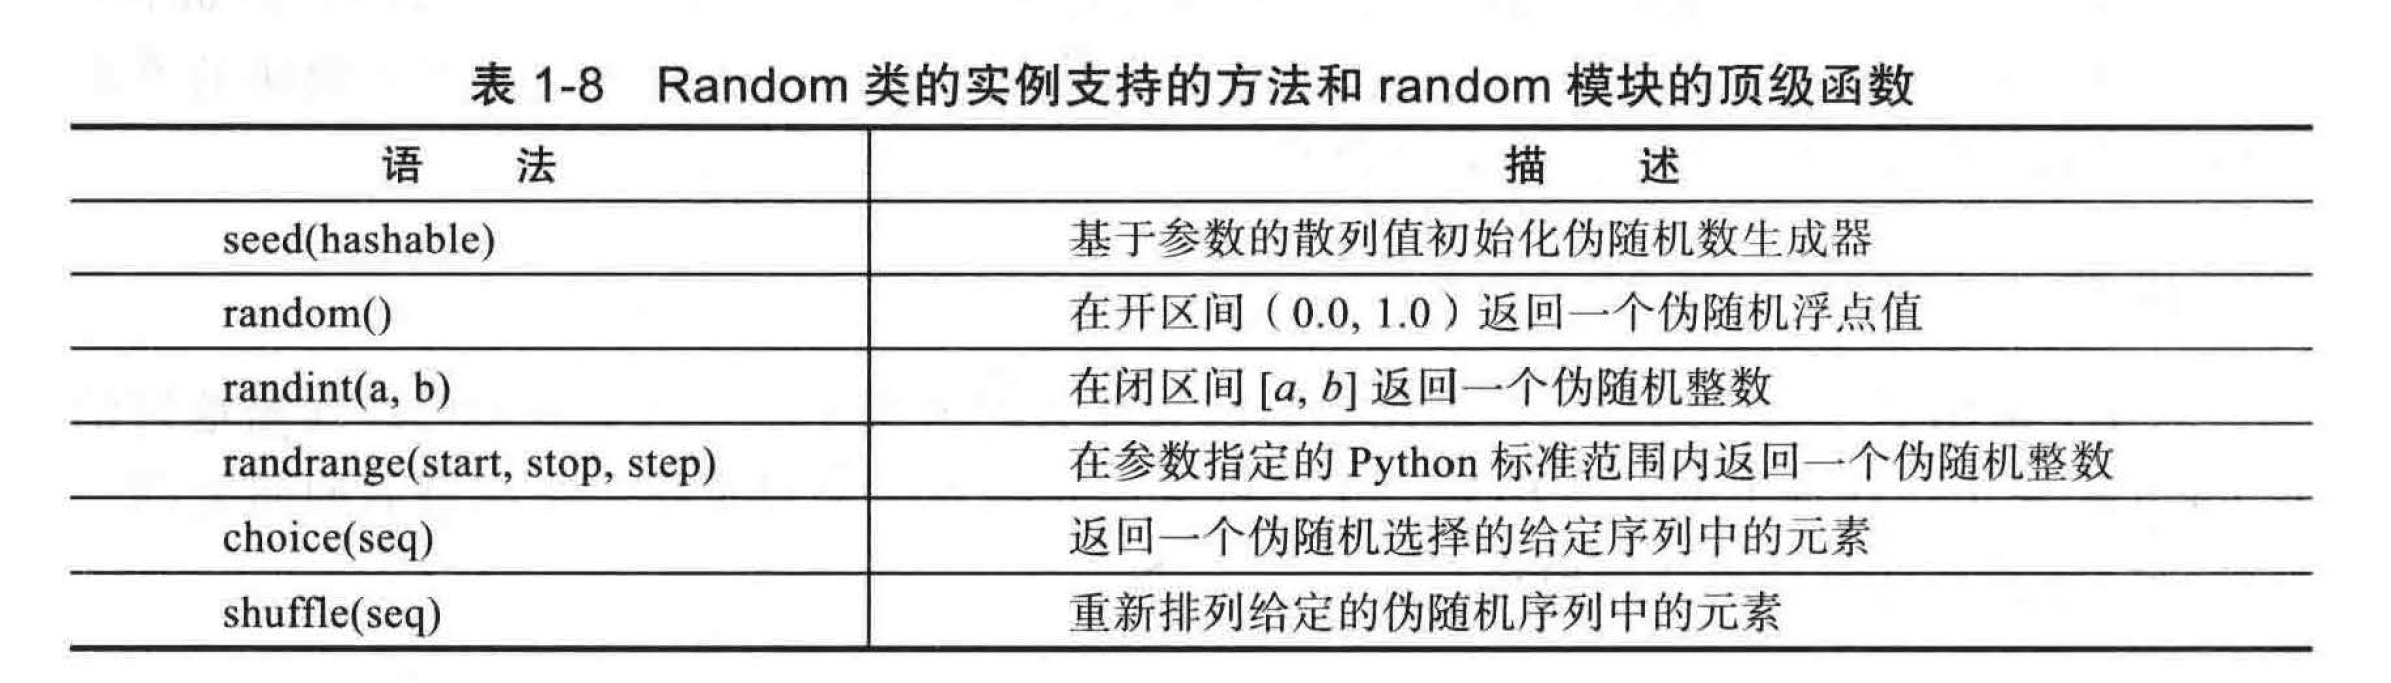 表 1-8 Random 类的实例支持的方法和 random 模块的顶级函数
语 法 描 述
seed(hashable) 基于参数的散列值初始化伪随机数生成器
random() 在开区间（0.0, 1.0）返回一个伪随机浮点值
randint(a, b) 在闭区间 [a, b] 返回一个伪随机整数
randrange(start, stop, step) 在参数指定的 Python 标准范围内返回一个伪随机整数
choice(seq) 返回一个伪随机选择的给定序列中的元素
shuffle(seq) 重新排列给定的伪随机序列中的元素